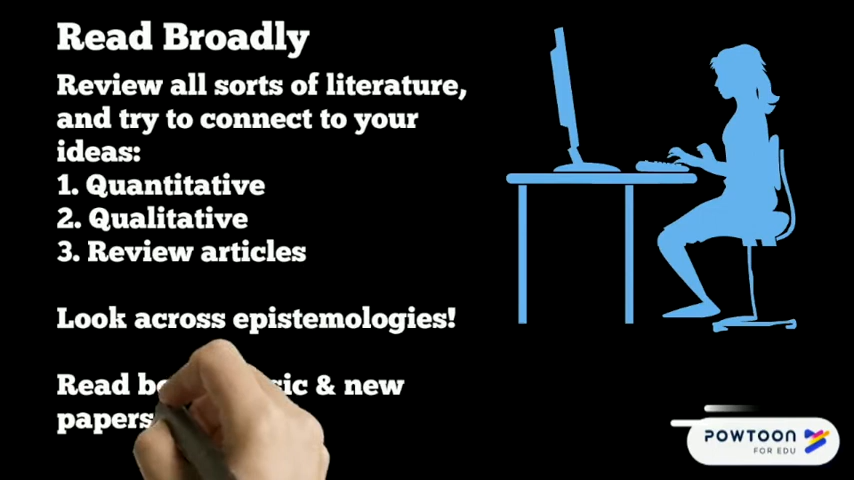 Read Broadly
Review all sorts of literature,
and try to connect to your
ideas:
1. Quantitative
2. Qualitative
3. Review articles
Look across epistemologies!
Read & new
papers
POWTOON
FOR EDU